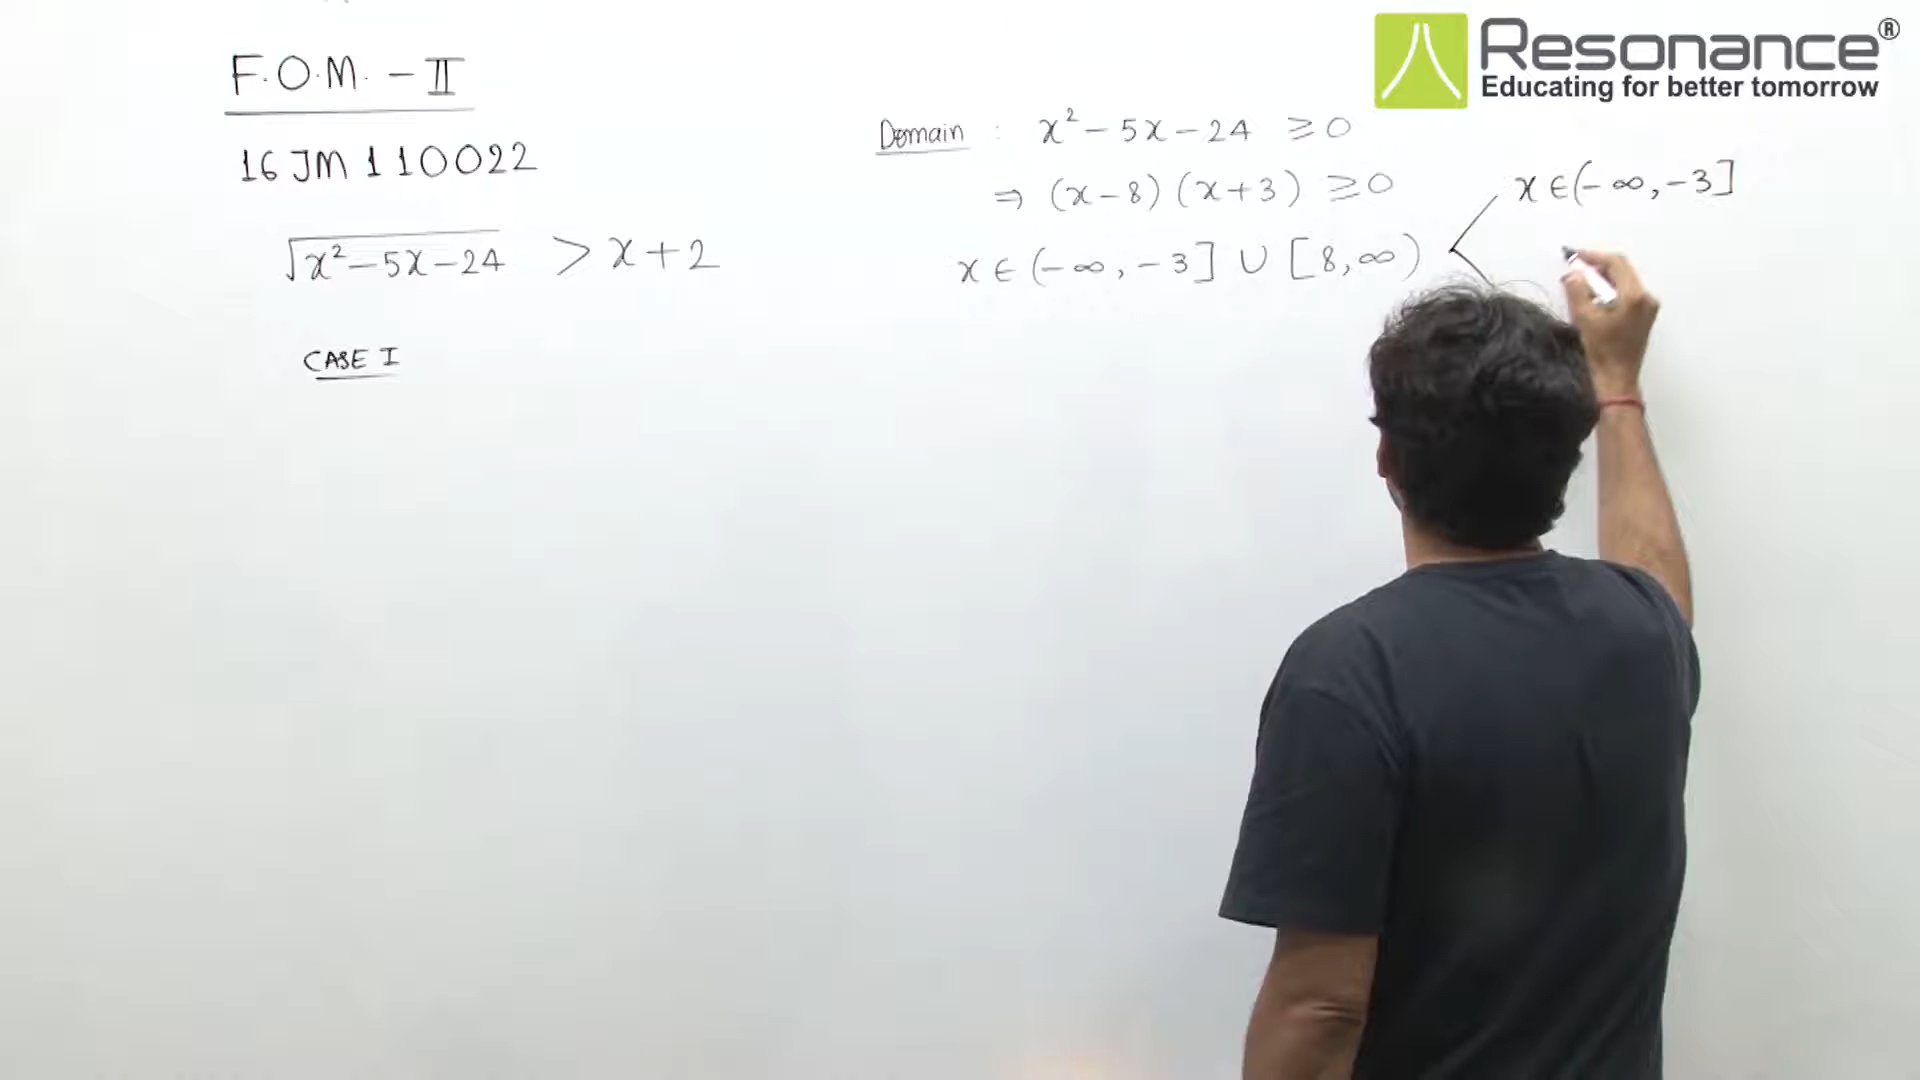 F.O.M. - II
16 JM 110022
√(x² - 5x - 24) > x + 2
CASE I
Domain : x² - 5x - 24 ≥ 0
⇒ (x - 8) (x + 3) ≥ 0
x ∈ (-∞, -3] ∪ [8, ∞)
x ∈ (-∞, -3]
Resonance®
Educating for better tomorrow